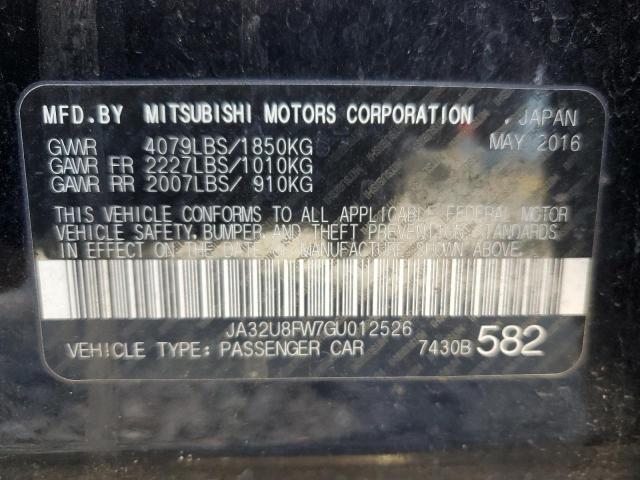 MFD.BY MITSUBISHI MOTORS CORPORATION . JAPAN
GVWR 4079LBS/1850KG MAY 2016
GAWR FR 2227LBS/1010KG
GAWR RR 2007LBS/ 910KG
THIS VEHICLE CONFORMS TO ALL APPLICABLE FEDERAL MOTOR
VEHICLE SAFETY, BUMPER, AND THEFT PREVENTION STANDARDS
IN EFFECT ON THE DATE OF MANUFACTURE SHOWN ABOVE.
JA32U8FW7GU012526
VEHICLE TYPE: PASSENGER CAR 7430B 582